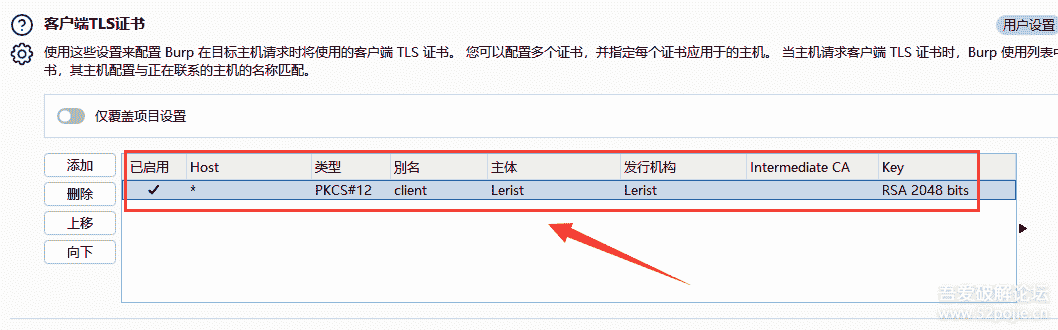 客户端TLS证书
用户设置
使用这些设置来配置 Burp 在目标主机请求时将使用的客户端 TLS 证书。 您可以配置多个证书，并指定每个证书应用于的主机。 当主机请求客户端 TLS 证书时，Burp 使用列表中
书，其主机配置与正在联系的主机的名称匹配。
仅覆盖项目设置
添加
删除
上移
向下
已启用 Host 类型 别名 主体 发行机构 Intermediate CA Key
✓ * PKCS#12 client Lerist Lerist RSA 2048 bits
吾爱破解论坛
www.52pojie.cn